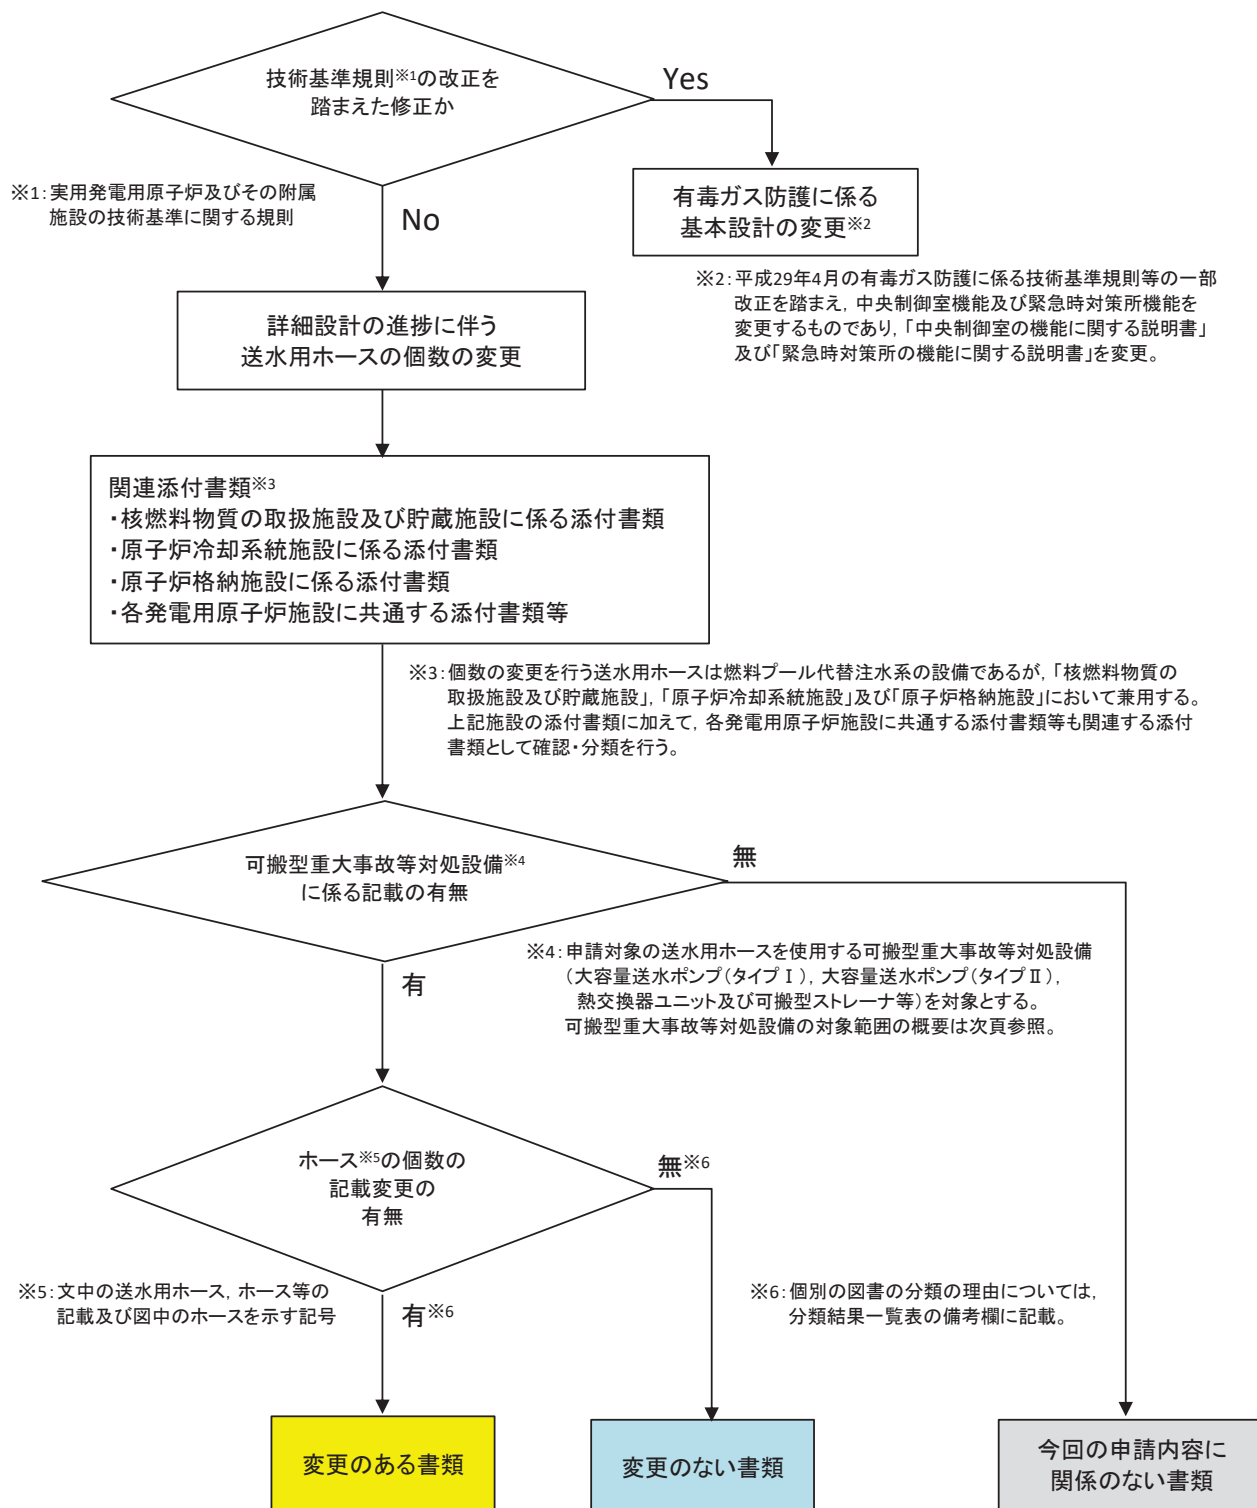 技術基準規則※1の改正を
踏まえた修正か
Yes
※1:実用発電用原子炉及びその附属
施設の技術基準に関する規則
No
有毒ガス防護に係る
基本設計の変更※2
※2:平成29年4月の有毒ガス防護に係る技術基準規則等の一部
改正を踏まえ,中央制御室機能及び緊急時対策所機能を
変更するものであり,「中央制御室の機能に関する説明書」
及び「緊急時対策所の機能に関する説明書」を変更。
詳細設計の進捗に伴う
送水用ホースの個数の変更
関連添付書類※3
・核燃料物質の取扱施設及び貯蔵施設に係る添付書類
・原子炉冷却系統施設に係る添付書類
・原子炉格納施設に係る添付書類
・各発電用原子炉施設に共通する添付書類等
※3:個数の変更を行う送水用ホースは燃料プール代替注水系の設備であるが,「核燃料物質の
取扱施設及び貯蔵施設」,「原子炉冷却系統施設」及び「原子炉格納施設」において兼用する。
上記施設の添付書類に加えて,各発電用原子炉施設に共通する添付書類等も関連する添付
書類として確認・分類を行う。
可搬型重大事故等対処設備※4
に係る記載の有無
無
有
※4:申請対象の送水用ホースを使用する可搬型重大事故等対処設備
(大容量送水ポンプ(タイプⅠ),大容量送水ポンプ(タイプⅡ),
熱交換器ユニット及び可搬型ストレーナ等)を対象とする。
可搬型重大事故等対処設備の対象範囲の概要は次頁参照。
ホース※5の個数の
記載変更の
有無
無※6
※5:文中の送水用ホース,ホース等の
記載及び図中のホースを示す記号
有※6
※6:個別の図書の分類の理由については,
分類結果一覧表の備考欄に記載。
変更のある書類
変更のない書類
今回の申請内容に
関係のない書類